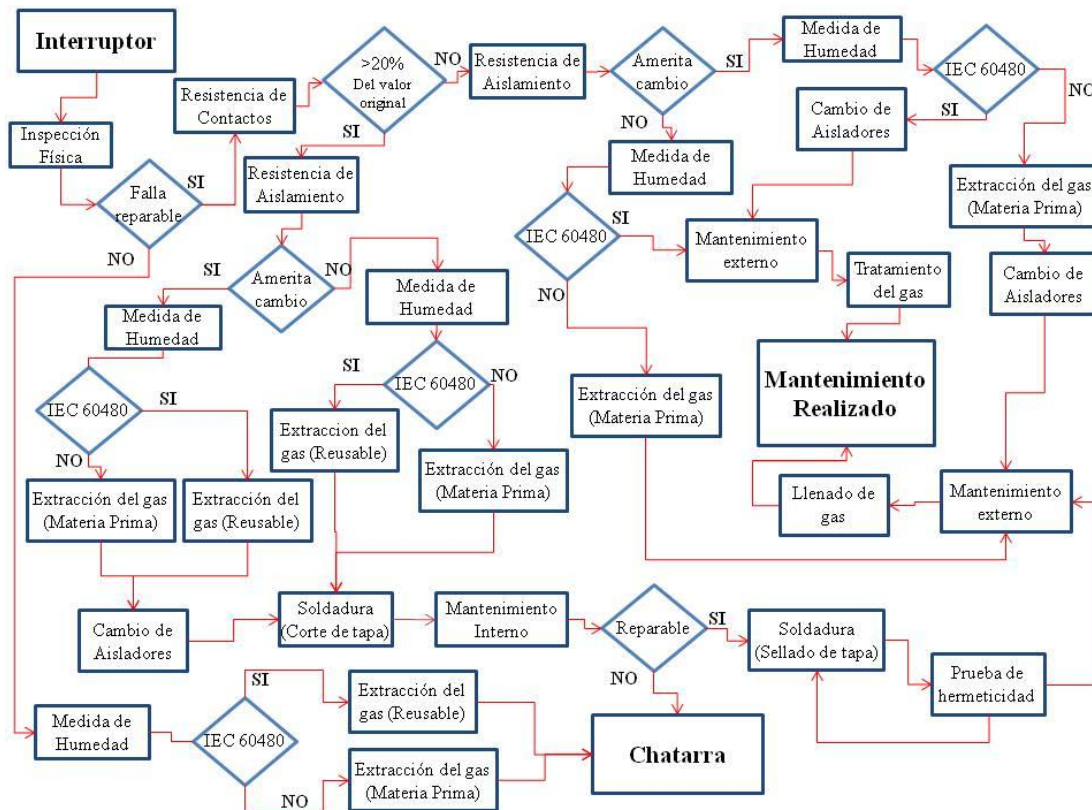 Interruptor
Inspección
Física
Falla
reparable
SI
NO
Resistencia de
Contactos
>20%
Del valor
original
NO
SI
Resistencia de
Aislamiento
Amerita
cambio
SI
NO
Medida de
Humedad
IEC 60480
NO
SI
Cambio de
Aisladores
Extracción del gas
(Materia Prima)
Cambio de
Aisladores
Medida de
Humedad
IEC 60480
SI
NO
Mantenimiento
externo
Tratamiento
del gas
Mantenimiento
Realizado
Extracción del gas
(Materia Prima)
Llenado de
gas
Mantenimiento
externo
Resistencia de
Aislamiento
Amerita
cambio
SI
NO
Medida de
Humedad
IEC 60480
SI
NO
Extracción del gas
(Materia Prima)
Extracción del
gas (Reusable)
Cambio de
Aisladores
Medida de
Humedad
IEC 60480
SI
NO
Extraccion del
gas (Reusable)
Extracción del gas
(Materia Prima)
Soldadura
(Corte de tapa)
Mantenimiento
Interno
Reparable
SI
NO
Soldadura
(Sellado de tapa)
Prueba de
hermeticidad
Medida de
Humedad
IEC 60480
SI
NO
Extracción del
gas (Reusable)
Extracción del gas
(Materia Prima)
Chatarra